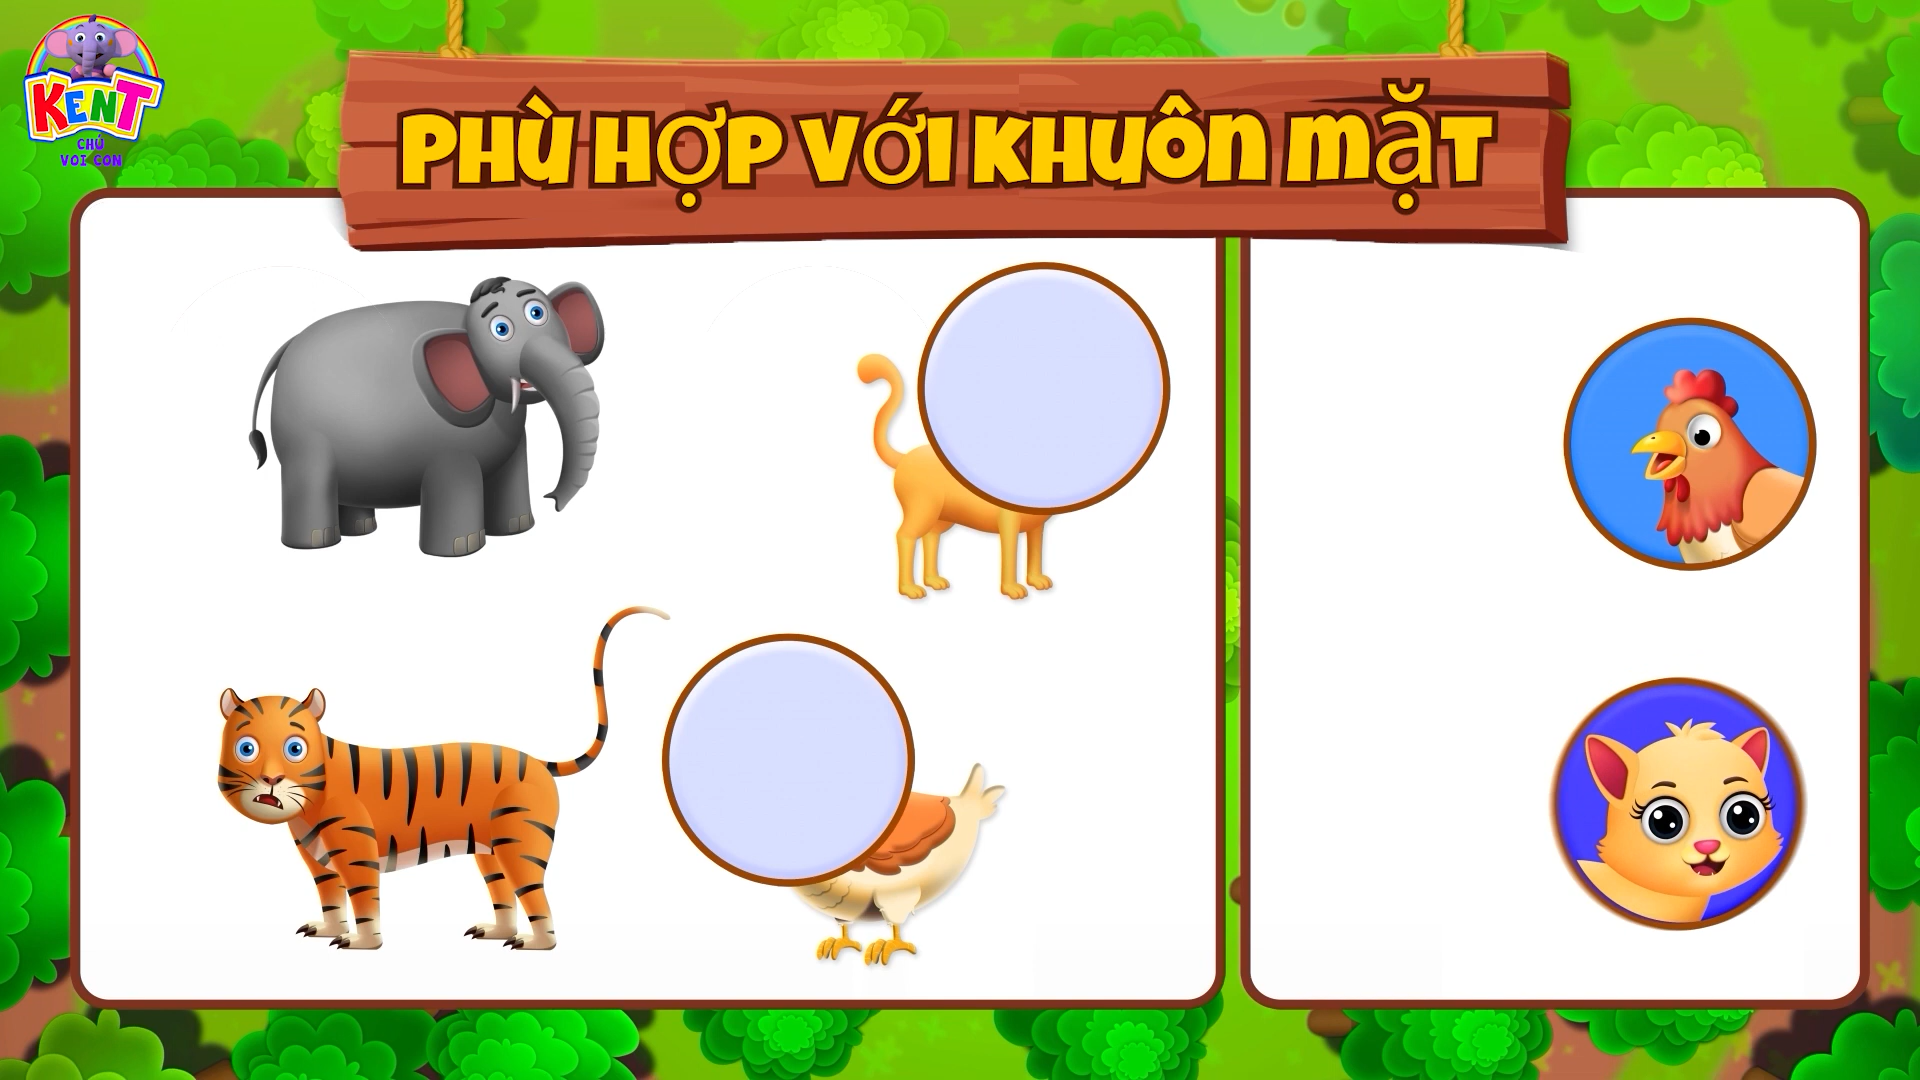 KENT
CHÚ
VOI CON
PHÙ HỢP VỚI KHUÔN MẶT